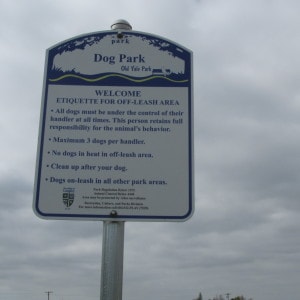 park
Dog Park
Old Vale Park
WELCOME
ETIQUETTE FOR OFF-LEASH AREA
• All dogs must be under the control of their
handler at all times. This person retains full
responsibility for the animal's behavior.
• Maximum 3 dogs per handler.
• No dogs in heat in off-leash area.
• Clean up after your dog.
• Dogs on-leash in all other park areas.